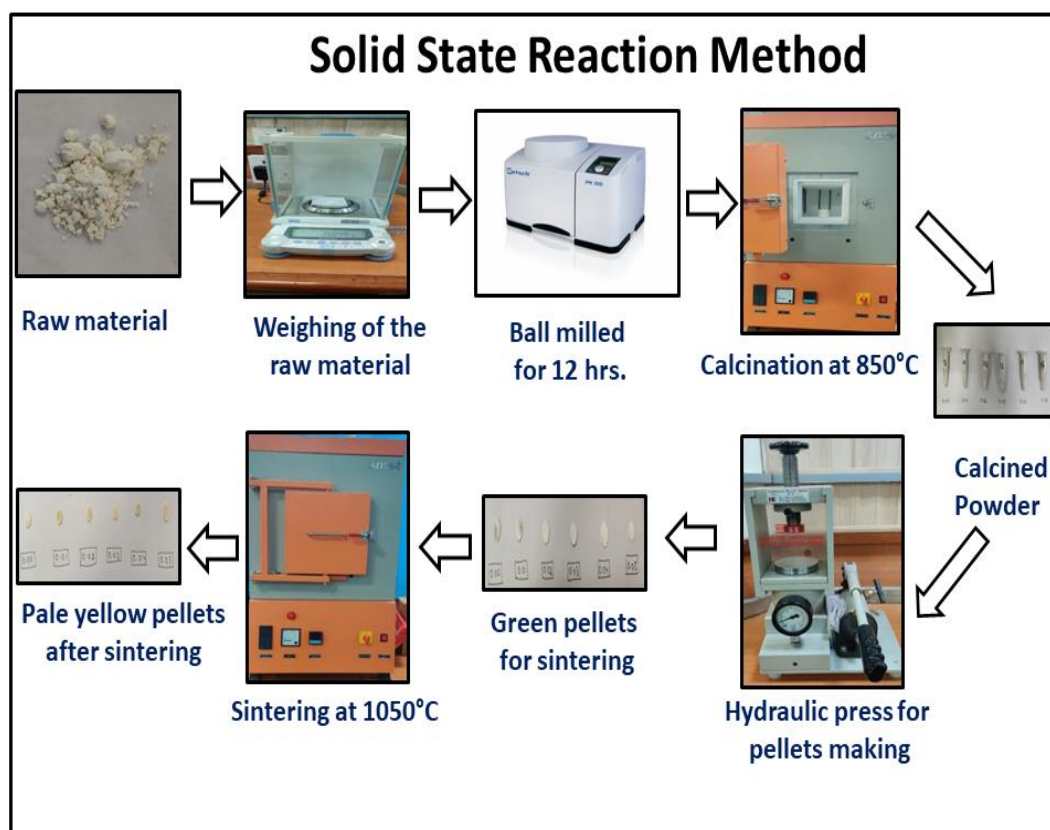 Solid State Reaction Method
Raw material
Weighing of the
raw material
Ball milled
for 12 hrs.
Calcination at 850°C
Calcined
Powder
Hydraulic press for
pellets making
Green pellets
for sintering
Sintering at 1050°C
Pale yellow pellets
after sintering